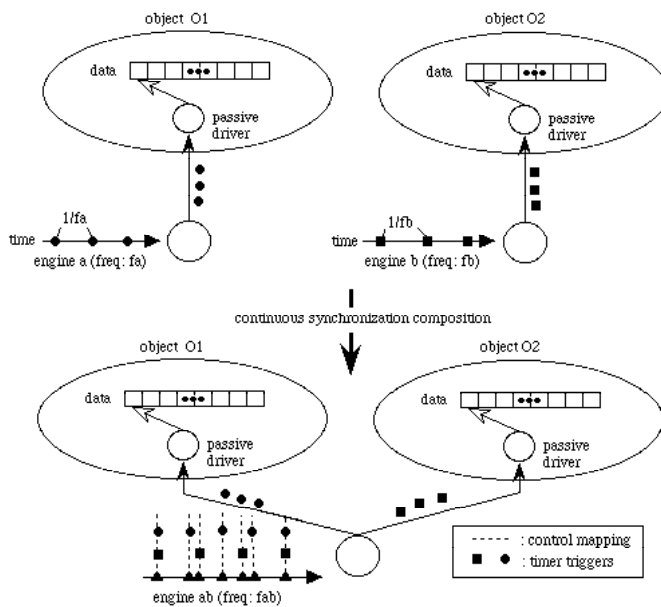 object O1
object O2
data
data
passive
driver
passive
driver
1/fa
1/fb
time
time
engine a (freq: fa)
engine b (freq: fb)
continuous synchronization composition
object O1
object O2
data
data
passive
driver
passive
driver
: control mapping
: timer triggers
engine ab (freq: fab)